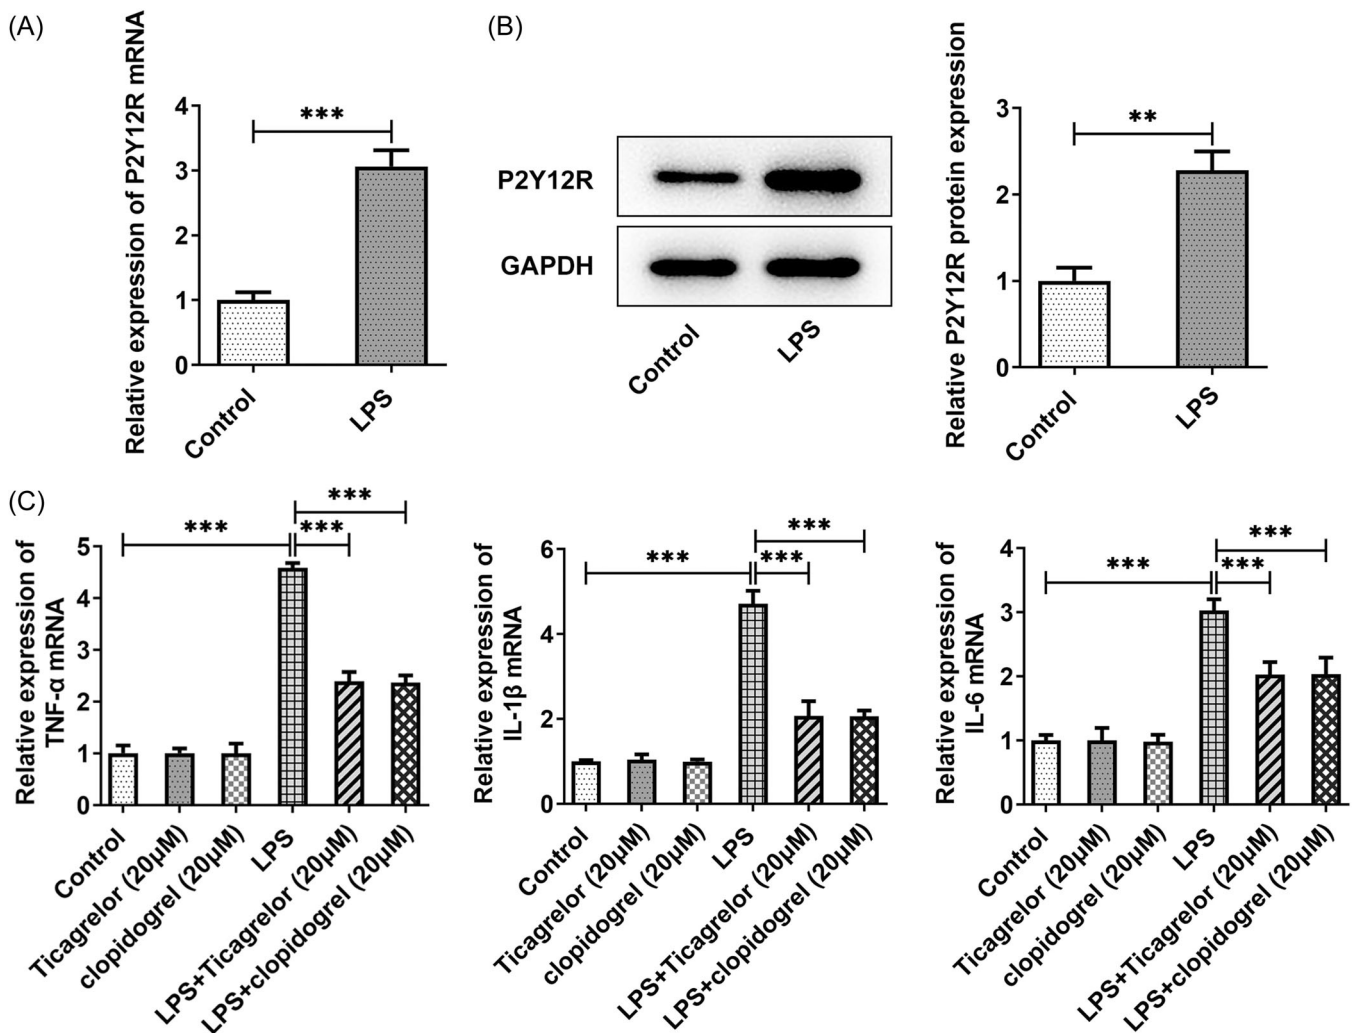 (A)
Relative expression of P2Y12R mRNA
4
3
2
1
0
***
Control
LPS
(B)
P2Y12R
GAPDH
Control
LPS
Relative P2Y12R protein expression
3
2
1
0
**
Control
LPS
(C)
Relative expression of
TNF-α mRNA
5
4
3
2
1
0
***
***
***
Control
Ticagrelor (20μM)
clopidogrel (20μM)
LPS
LPS+Ticagrelor (20μM)
LPS+clopidogrel (20μM)
Relative expression of
IL-1β mRNA
6
4
2
0
***
***
***
Control
Ticagrelor (20μM)
clopidogrel (20μM)
LPS
LPS+Ticagrelor (20μM)
LPS+clopidogrel (20μM)
Relative expression of
IL-6 mRNA
4
3
2
1
0
***
***
***
Control
Ticagrelor (20μM)
clopidogrel (20μM)
LPS
LPS+Ticagrelor (20μM)
LPS+clopidogrel (20μM)